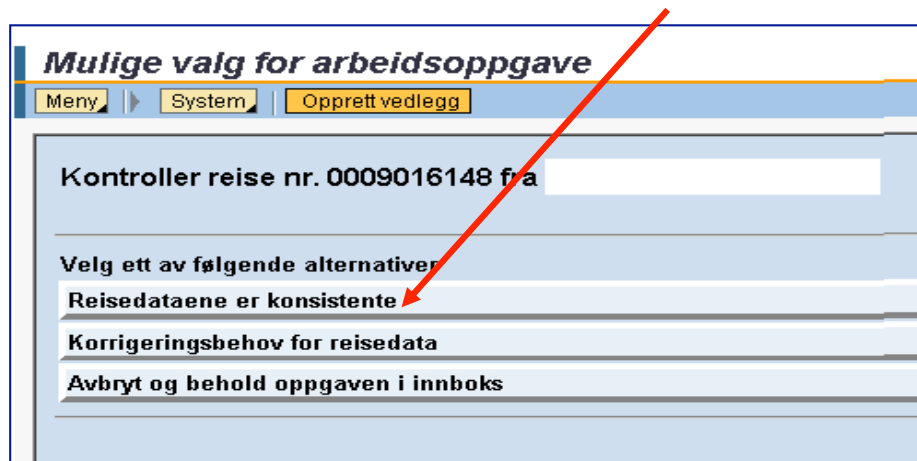 Mulige valg for arbeidsoppgave
Meny System Opprett vedlegg
Kontroller reise nr. 0009016148 fra
Velg ett av følgende alternativer
Reisedataene er konsistente
Korrigeringsbehov for reisedata
Avbryt og behold oppgaven i innboks